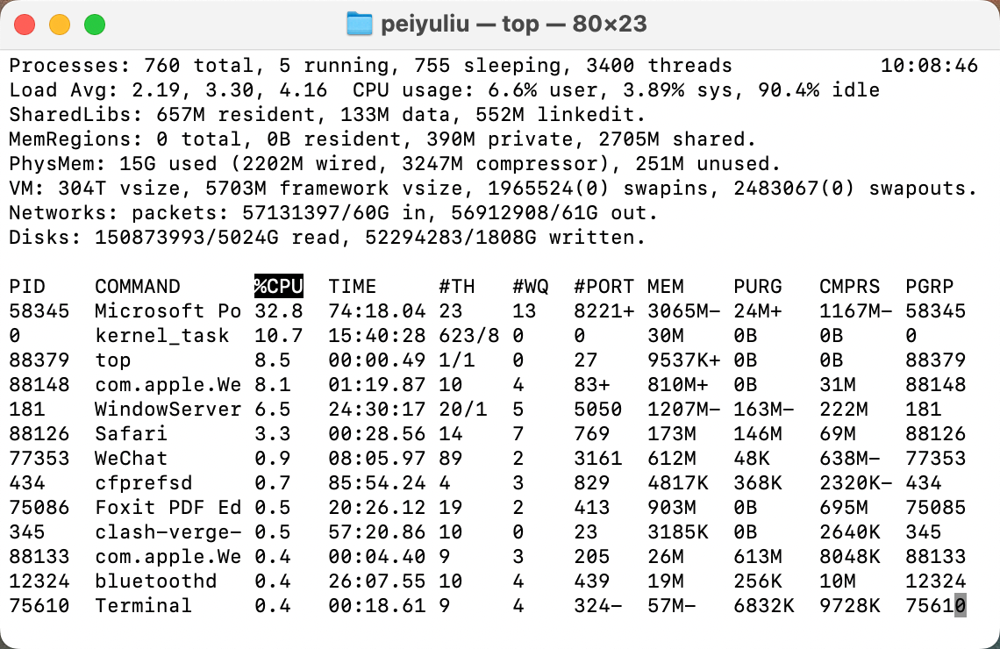 peiyuliu — top — 80×23
Processes: 760 total, 5 running, 755 sleeping, 3400 threads 10:08:46
Load Avg: 2.19, 3.30, 4.16 CPU usage: 6.6% user, 3.89% sys, 90.4% idle
SharedLibs: 657M resident, 133M data, 552M linkedit.
MemRegions: 0 total, 0B resident, 390M private, 2705M shared.
PhysMem: 15G used (2202M wired, 3247M compressor), 251M unused.
VM: 304T vsize, 5703M framework vsize, 1965524(0) swapins, 2483067(0) swapouts.
Networks: packets: 57131397/60G in, 56912908/61G out.
Disks: 150873993/5024G read, 52294283/1808G written.
PID COMMAND %CPU TIME #TH #WQ #PORT MEM PURG CMPRS PGRP
58345 Microsoft Po 32.8 74:18.04 23 13 8221+ 3065M- 24M+ 1167M- 58345
0 kernel_task 10.7 15:40:28 623/8 0 0 30M 0B 0B 0
88379 top 8.5 00:00.49 1/1 0 27 9537K+ 0B 0B 88379
88148 com.apple.We 8.1 01:19.87 10 4 83+ 810M+ 0B 31M 88148
181 WindowServer 6.5 24:30:17 20/1 5 5050 1207M- 163M- 222M 181
88126 Safari 3.3 00:28.56 14 7 769 173M 146M 69M 88126
77353 WeChat 0.9 08:05.97 89 2 3161 612M 48K 638M- 77353
434 cfprefsd 0.7 85:54.24 4 3 829 4817K 368K 2320K- 434
75086 Foxit PDF Ed 0.5 20:26.12 19 2 413 903M 0B 695M 75085
345 clash-verge- 0.5 57:20.86 10 0 23 3185K 0B 2640K 345
88133 com.apple.We 0.4 00:04.40 9 3 205 26M 613M 8048K 88133
12324 bluetoothd 0.4 26:07.55 10 4 439 19M 256K 10M 12324
75610 Terminal 0.4 00:18.61 9 4 324- 57M- 6832K 9728K 75610